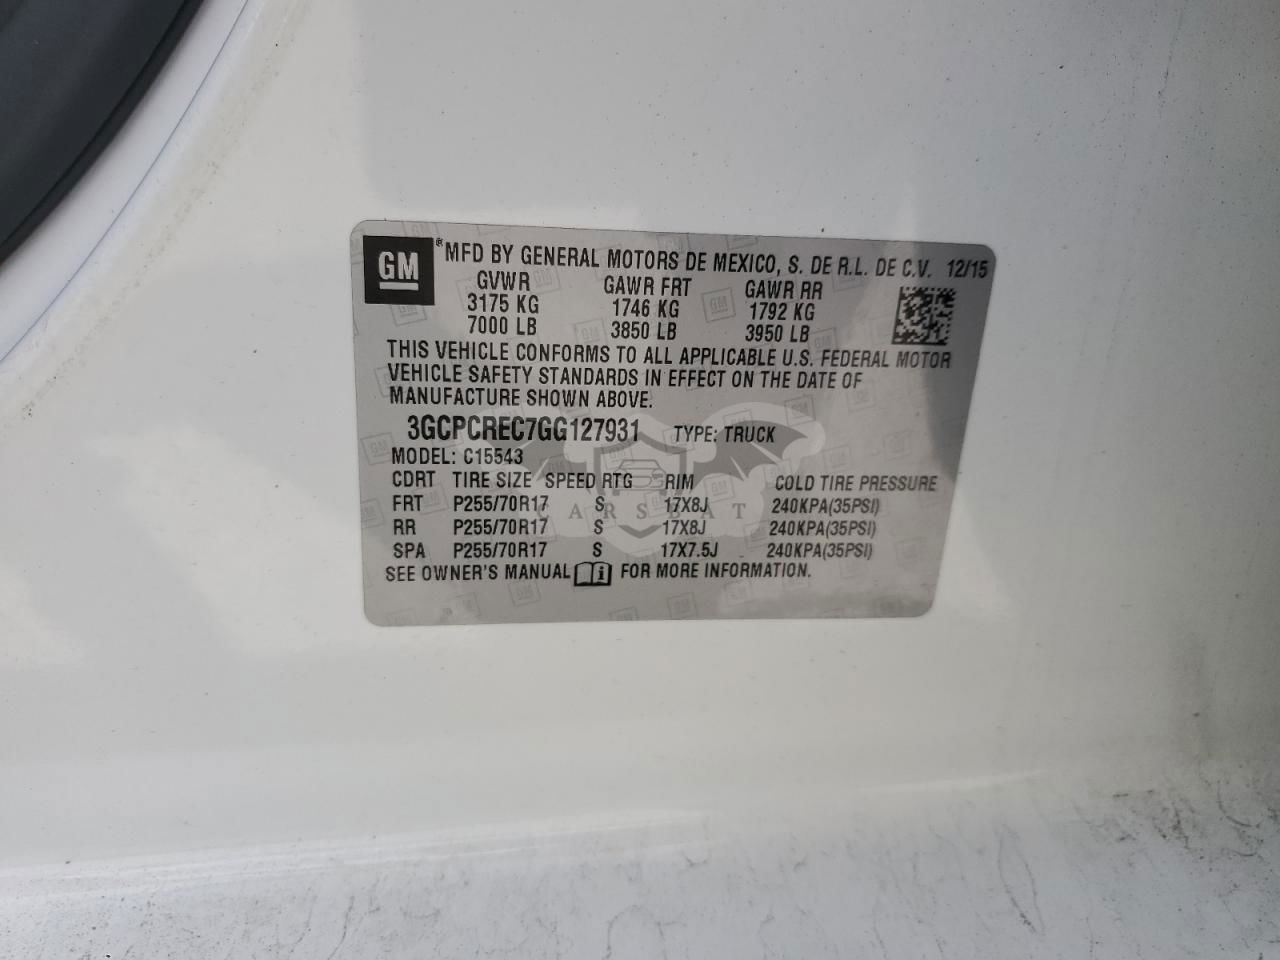 GM ® MFD BY GENERAL MOTORS DE MEXICO, S. DE R.L. DE C.V. 12/15
GVWR GAWR FRT GAWR RR
3175 KG 1746 KG 1792 KG
7000 LB 3850 LB 3950 LB
THIS VEHICLE CONFORMS TO ALL APPLICABLE U.S. FEDERAL MOTOR
VEHICLE SAFETY STANDARDS IN EFFECT ON THE DATE OF
MANUFACTURE SHOWN ABOVE.
3GCPCREC7GG127931 TYPE: TRUCK
MODEL: C15543
CDRT TIRE SIZE SPEED RTG RIM COLD TIRE PRESSURE
FRT P255/70R17 S 17X8J 240KPA(35PSI)
CARSBAT
RR P255/70R17 S 17X8J 240KPA(35PSI)
SPA P255/70R17 S 17X7.5J 240KPA(35PSI)
SEE OWNER'S MANUAL i FOR MORE INFORMATION.